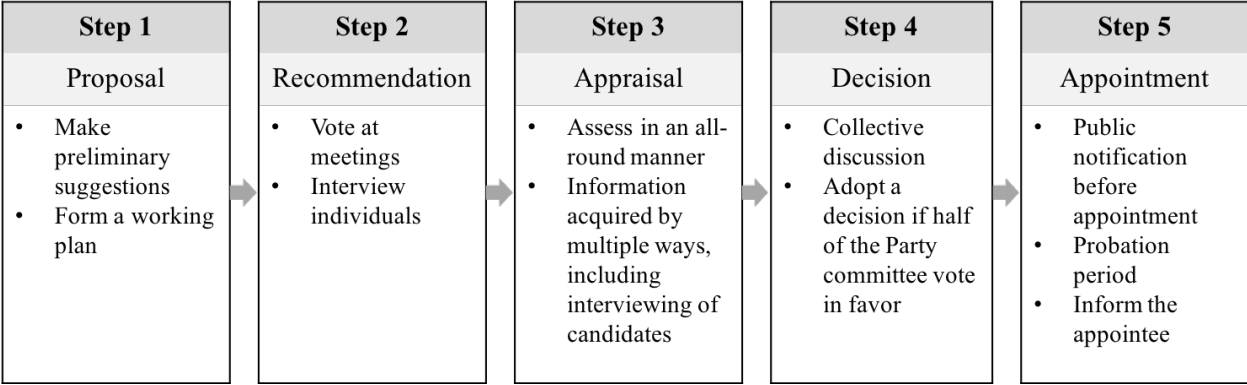 Step 1
Proposal
• Make
preliminary
suggestions
• Form a working
plan
Step 2
Recommendation
• Vote at
meetings
• Interview
individuals
Step 3
Appraisal
• Assess in an all-
round manner
• Information
acquired by
multiple ways,
including
interviewing of
candidates
Step 4
Decision
• Collective
discussion
• Adopt a
decision if half
of the Party
committee vote
in favor
Step 5
Appointment
• Public
notification
before
appointment
• Probation
period
• Inform the
appointee